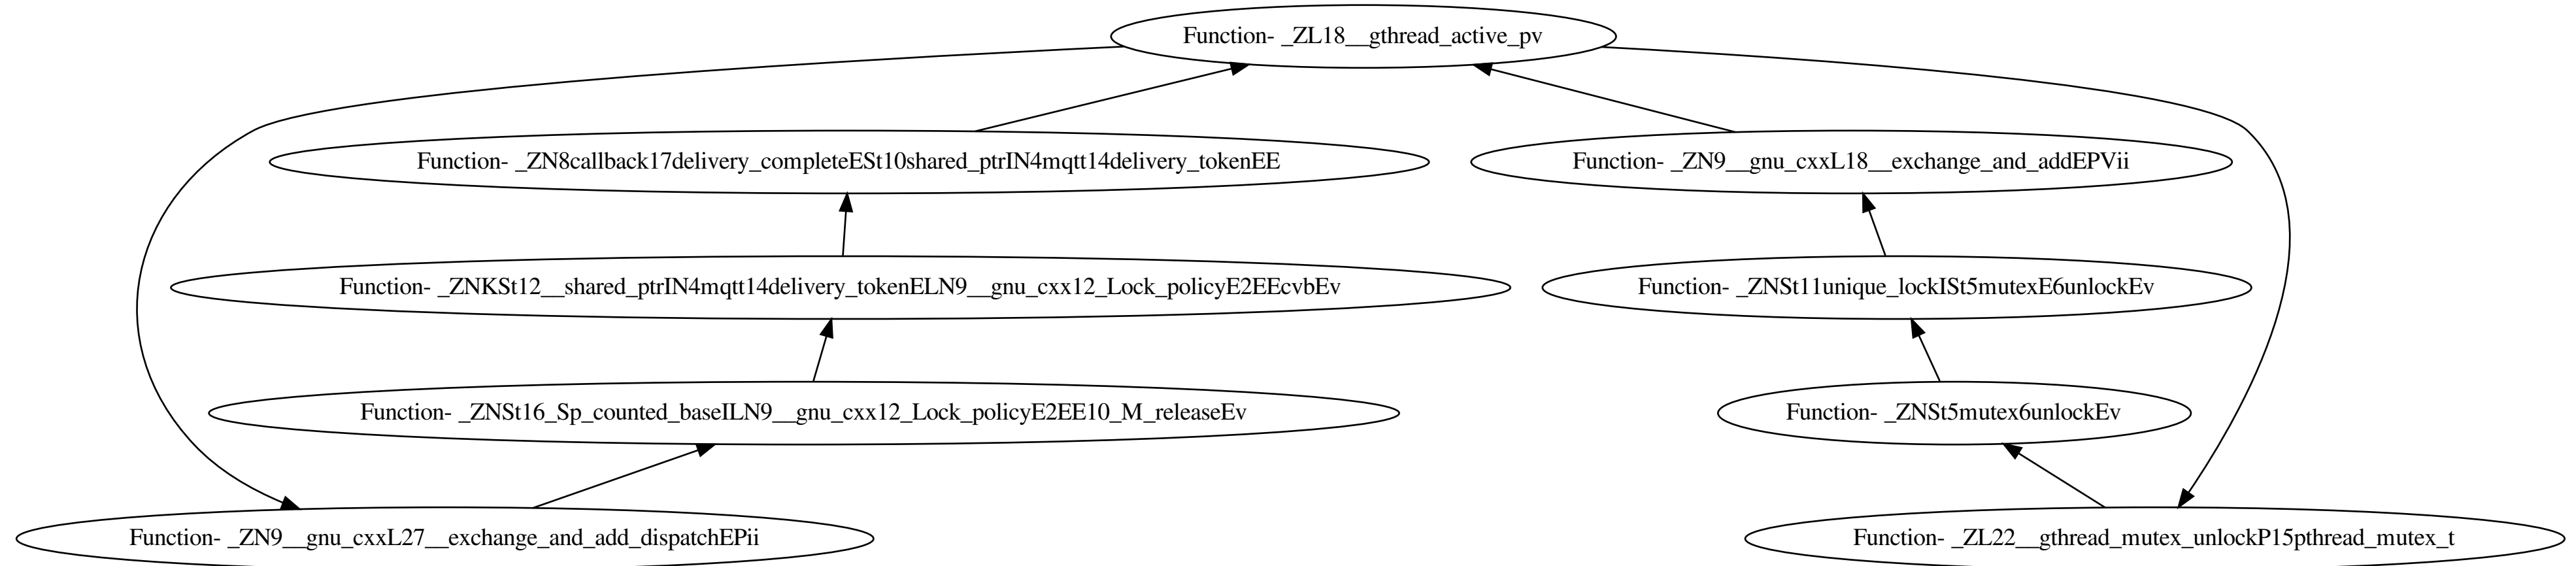 Function- _ZL18__gthread_active_pv
Function- _ZN8callback17delivery_completeESt10shared_ptrIN4mqtt14delivery_tokenEE
Function- _ZN9__gnu_cxxL18__exchange_and_addEPVii
Function- _ZNKSt12__shared_ptrIN4mqtt14delivery_tokenELN9__gnu_cxx12_Lock_policyE2EEcvbEv
Function- _ZNSt11unique_lockISt5mutexE6unlockEv
Function- _ZNSt16_Sp_counted_baseILN9__gnu_cxx12_Lock_policyE2EE10_M_releaseEv
Function- _ZNSt5mutex6unlockEv
Function- _ZN9__gnu_cxxL27__exchange_and_add_dispatchEPii
Function- _ZL22__gthread_mutex_unlockP15pthread_mutex_t